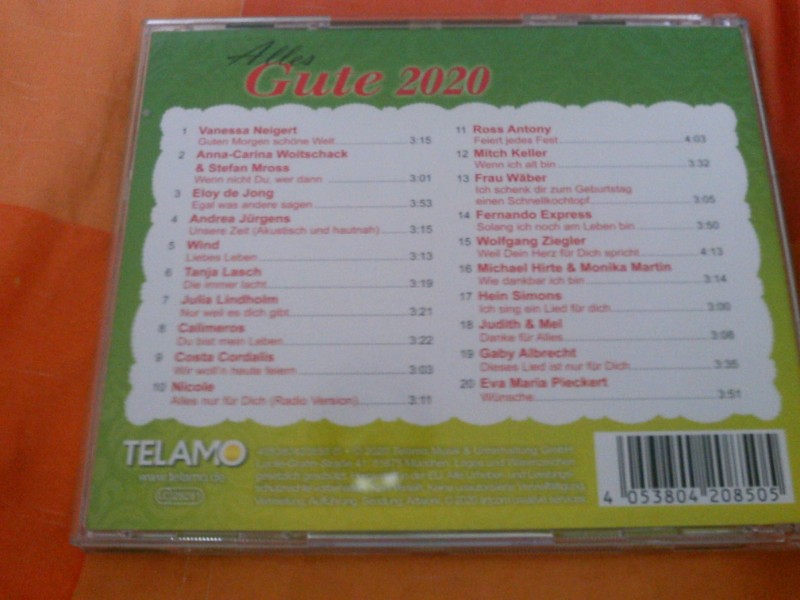 Alles
Gute 2020
1 Vanessa Neigert
Guten Morgen schöne Welt 3:15
2 Anna-Carina Woitschack
& Stefan Mross
Wenn nicht Du, wer dann 3:01
3 Eloy de Jong
Egal was andere sagen 3:53
4 Andrea Jürgens
Unsere Zeit (Akustisch und hautnah) 3:15
5 Wind
Liebes Leben 3:13
6 Tanja Lasch
Die immer lacht 3:19
7 Julia Lindholm
Nur weil es dich gibt 3:21
8 Calimeros
Du bist mein Leben 3:22
9 Costa Cordalis
Wir woll'n heute feiern 3:03
10 Nicole
Alles nur für Dich (Radio Version) 3:11
11 Ross Antony
Feiert jedes Fest 4:03
12 Mitch Keller
Wenn ich alt bin 3:32
13 Frau Wäber
Ich schenk dir zum Geburtstag
einen Schnellkochtopf 3:05
14 Fernando Express
Solang ich noch am Leben bin 3:50
15 Wolfgang Ziegler
Weil Dein Herz für Dich spricht 4:13
16 Michael Hirte & Monika Martin
Wie dankbar ich bin 3:14
17 Hein Simons
Ich sing ein Lied für dich 3:00
18 Judith & Mel
Danke für Alles 3:08
19 Gaby Albrecht
Dieses Lied ist nur für Dich 3:35
20 Eva Maria Pieckert
Wünsche 3:51
TELAMO
www.telamo.de
© 2020 Telamo Musik & Unterhaltung GmbH
81675 München
4 053804 208505